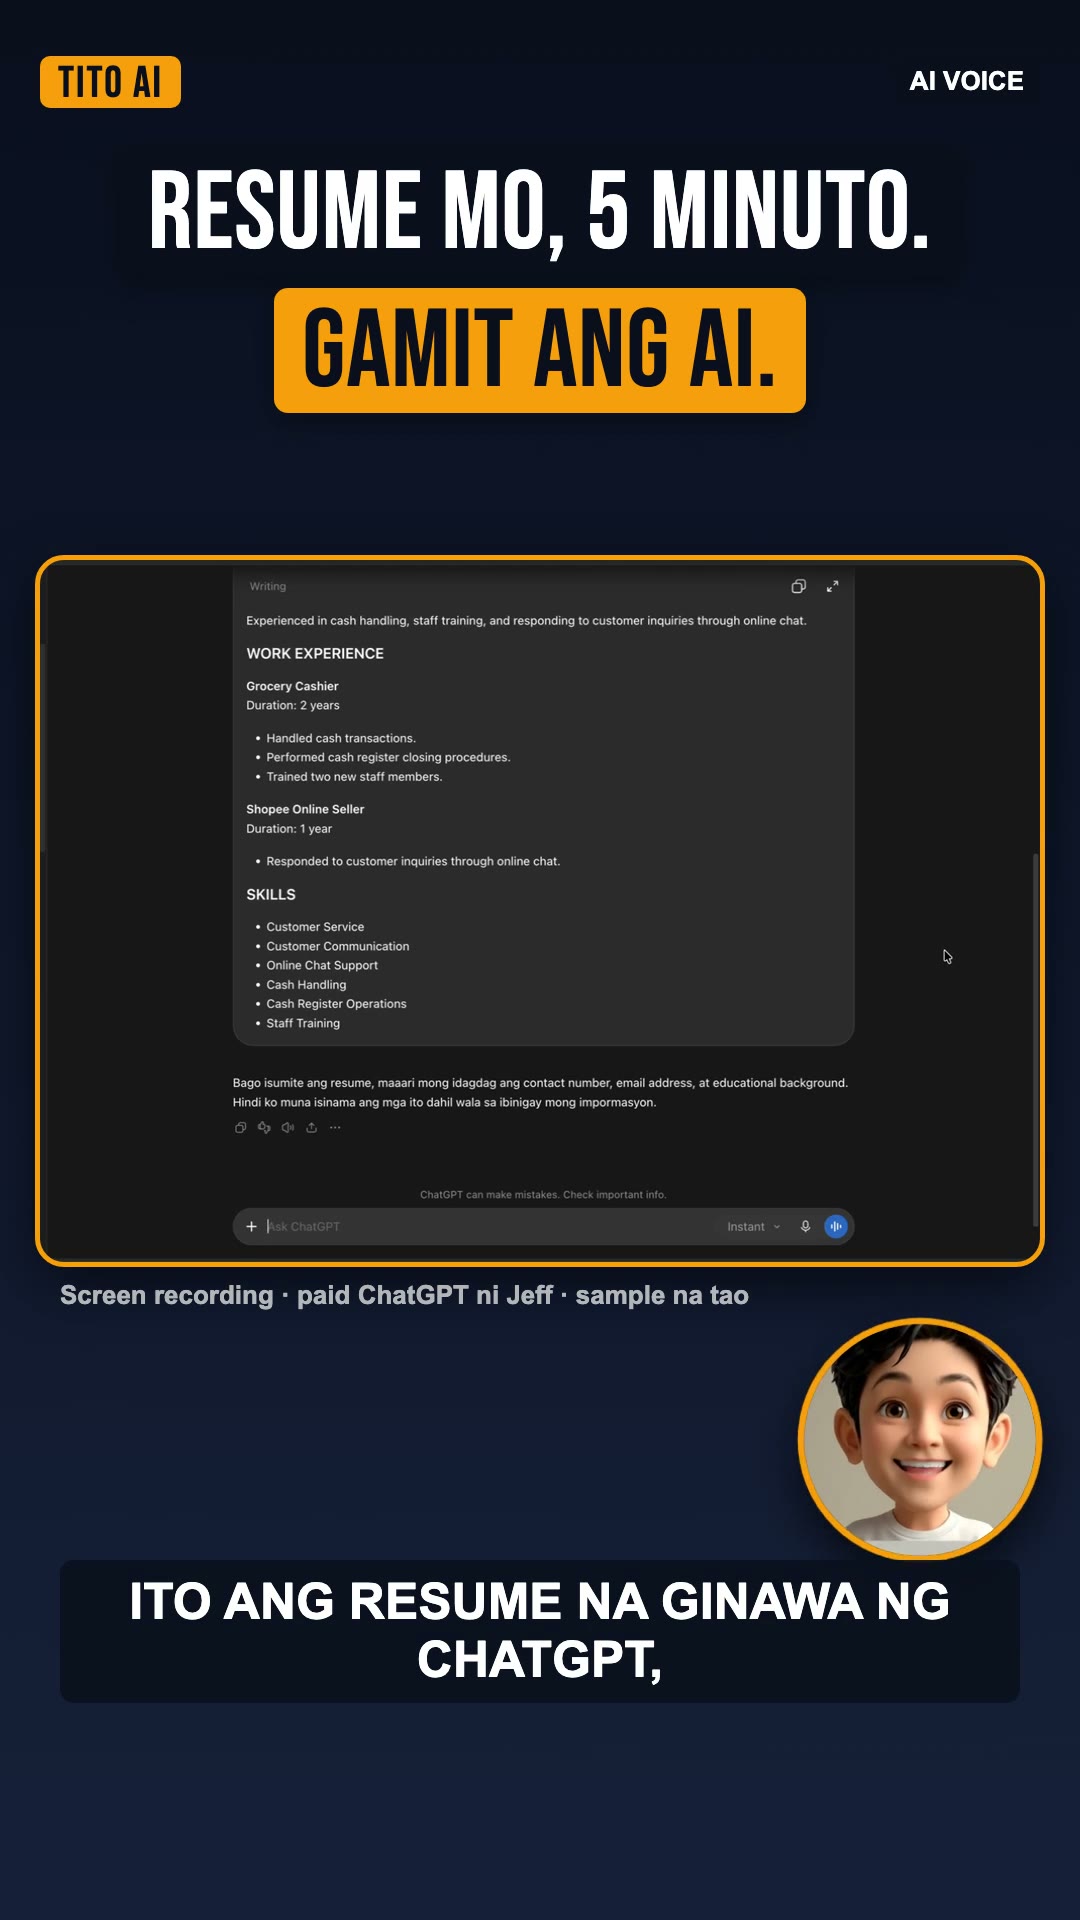 TITO AI
AI VOICE
RESUME MO, 5 MINUTO.
GAMIT ANG AI.
Writing
Experienced in cash handling, staff training, and responding to customer inquiries through online chat.
WORK EXPERIENCE
Grocery Cashier
Duration: 2 years
• Handled cash transactions.
• Performed cash register closing procedures.
• Trained two new staff members.
Shopee Online Seller
Duration: 1 year
• Responded to customer inquiries through online chat.
SKILLS
• Customer Service
• Customer Communication
• Online Chat Support
• Cash Handling
• Cash Register Operations
• Staff Training
Bago isumite ang resume, maaari mong idagdag ang contact number, email address, at educational background.
Hindi ko muna isinama ang mga ito dahil wala sa ibinigay mong impormasyon.
ChatGPT can make mistakes. Check important info.
Ask ChatGPT
Instant
Screen recording · paid ChatGPT ni Jeff · sample na tao
ITO ANG RESUME NA GINAWA NG
CHATGPT,